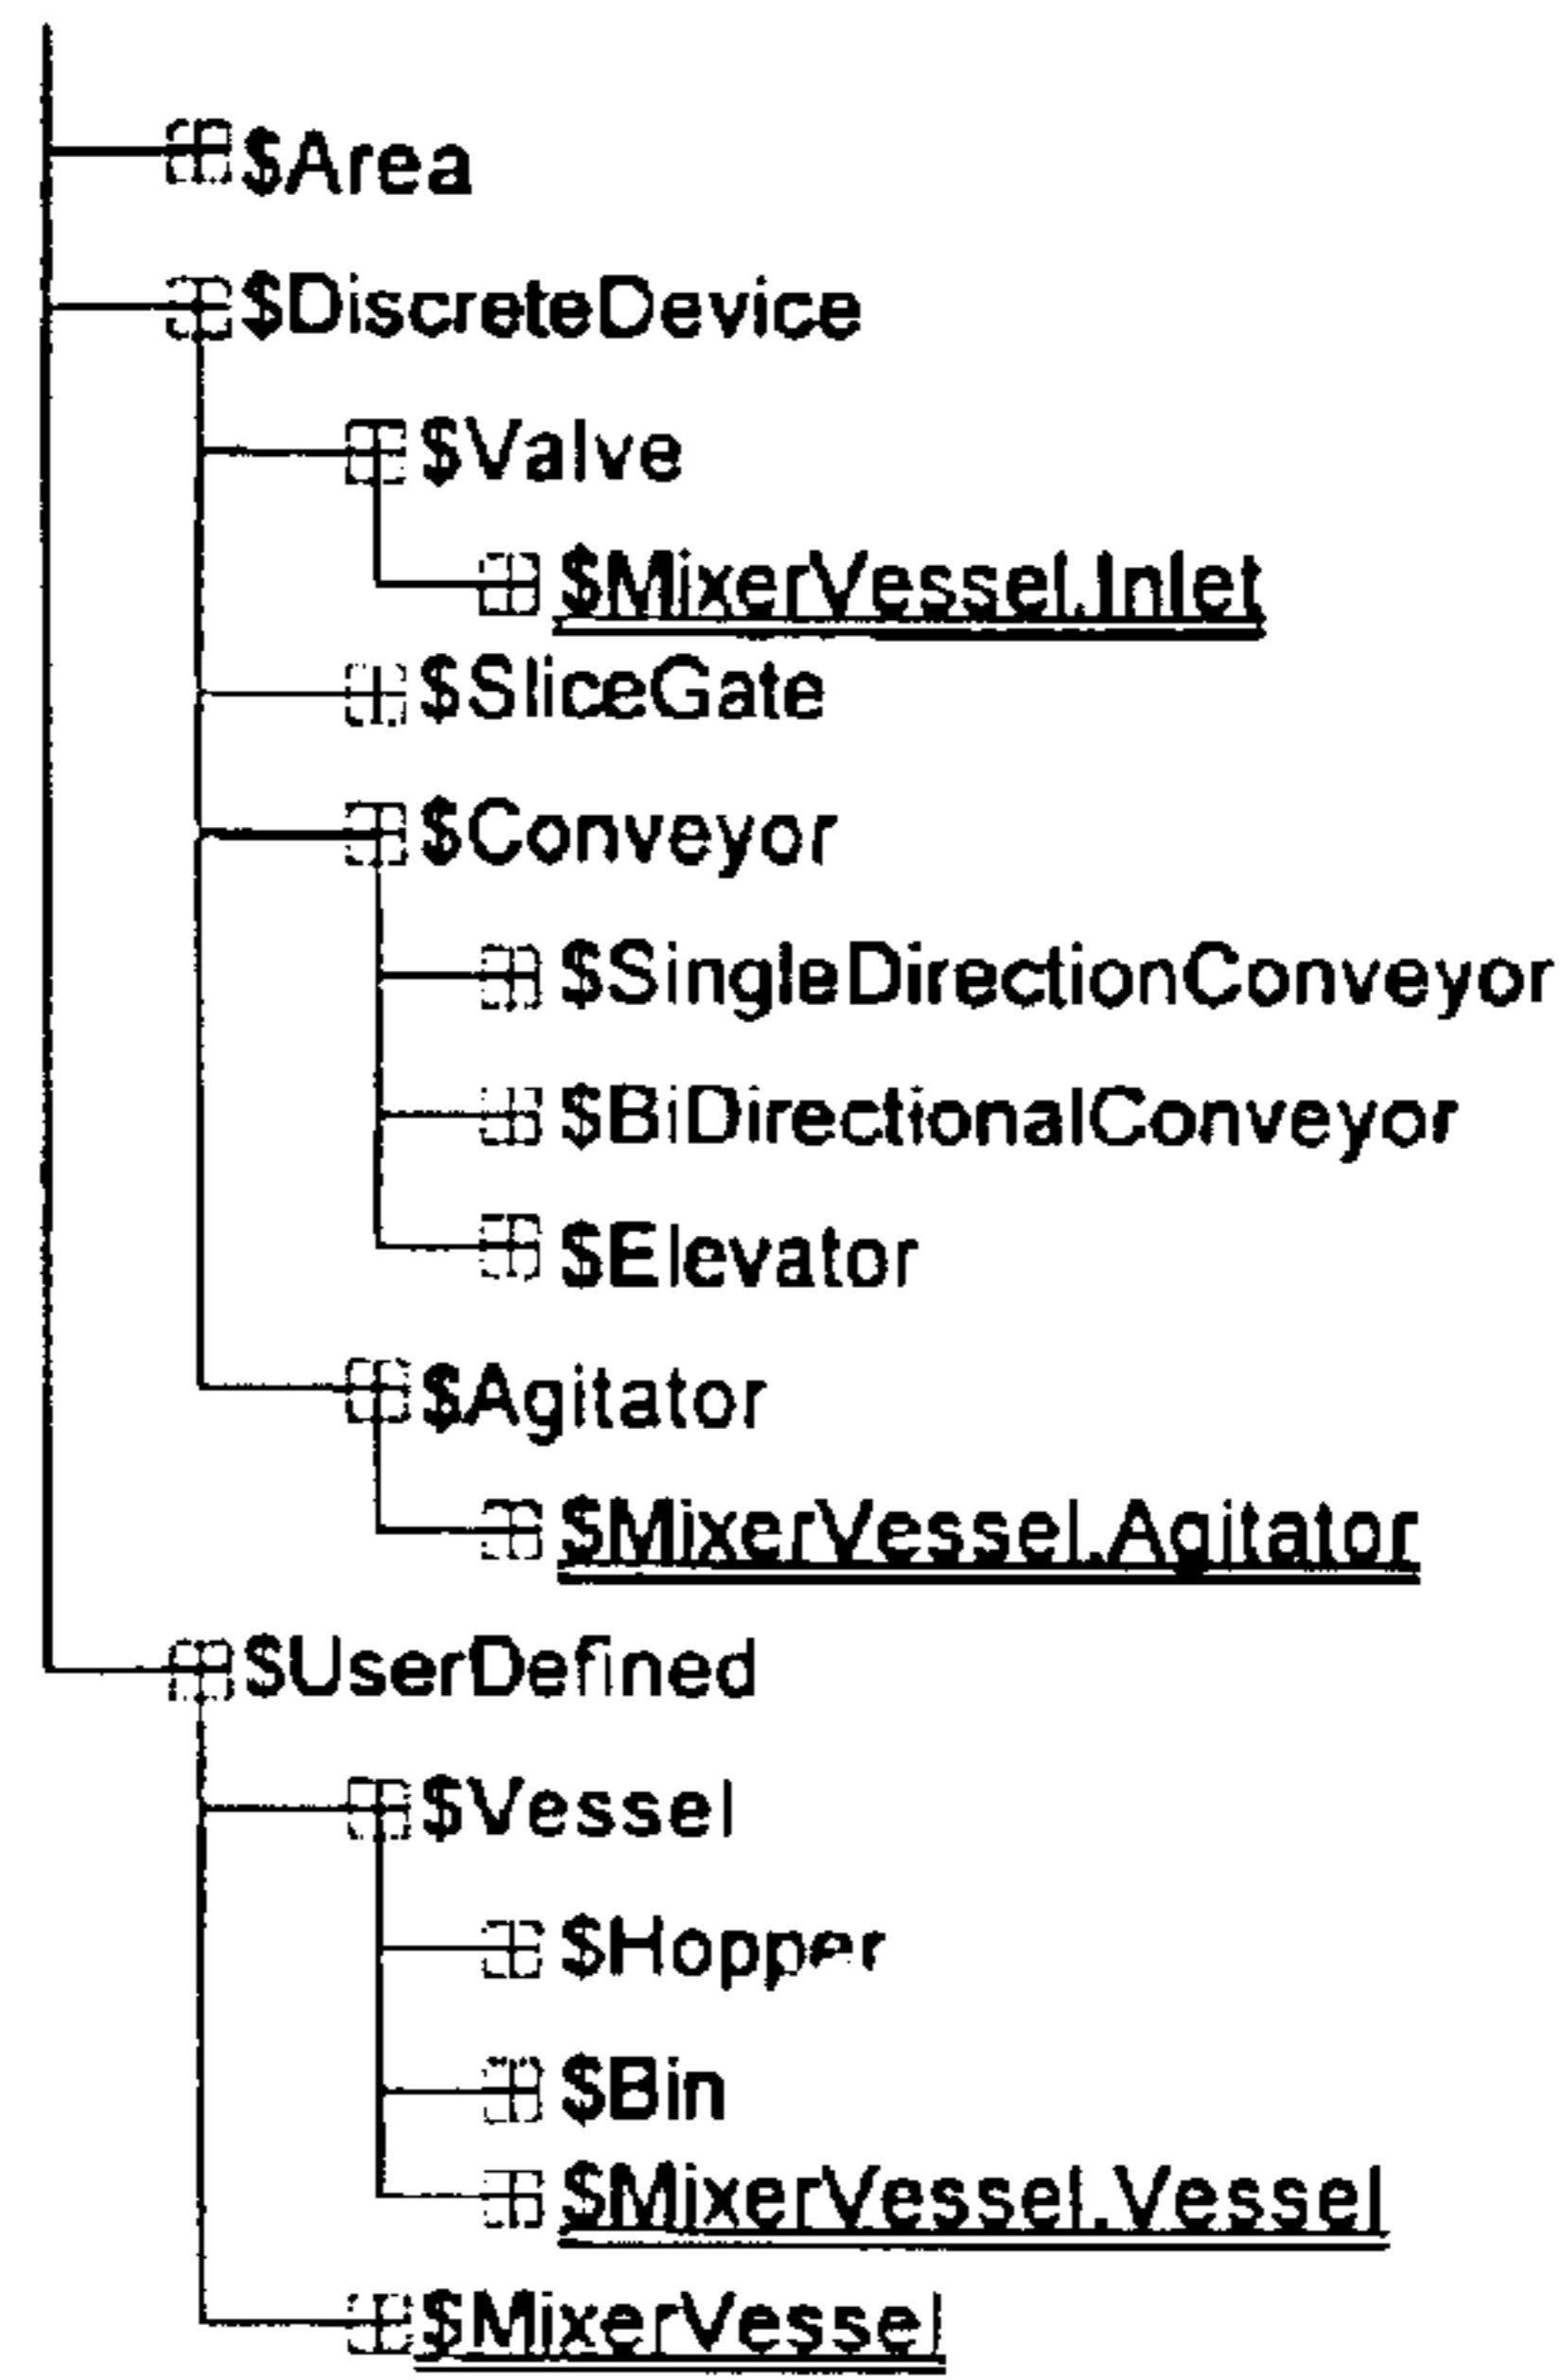 $Area
$DiscreteDevice
$Valve
$MixerVessel.Inlet
$SliceGate
$Conveyor
$SingleDirectionConveyor
$BiDirectionalConveyor
$Elevator
$Agitator
$MixerVessel.Agitator
$UserDefined
$Vessel
$Hopper
$Bin
$MixerVessel.Vessel
$MixerVessel